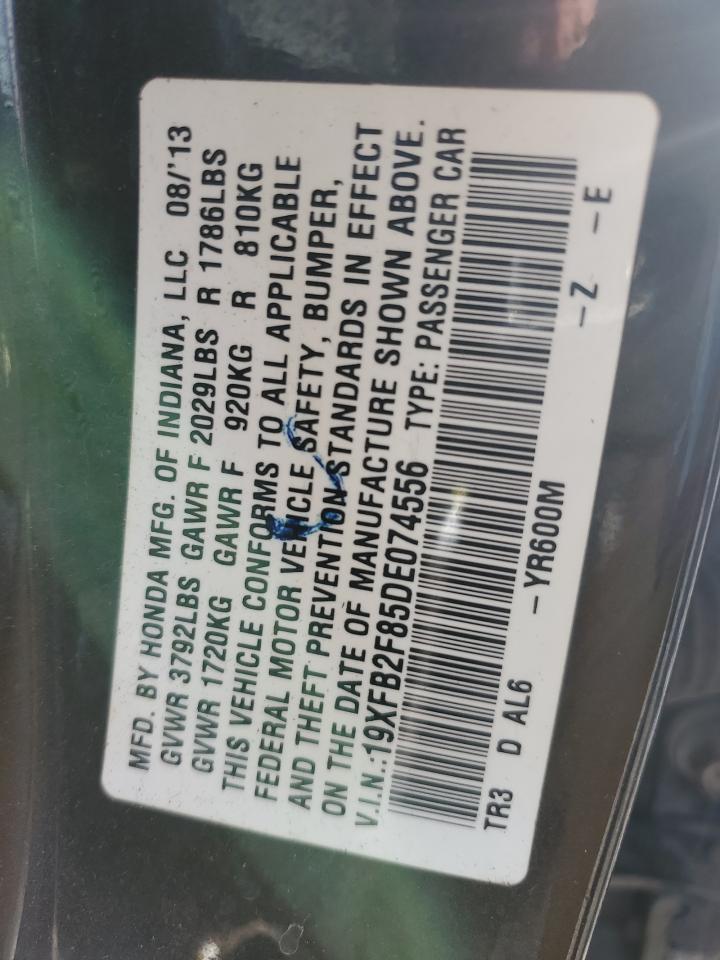 MFD. BY HONDA MFG. OF INDIANA, LLC 08/'13
GVWR 3792LBS GAWR F 2029LBS R 1786LBS
GVWR 1720KG GAWR F 920KG R 810KG
THIS VEHICLE CONFORMS TO ALL APPLICABLE
FEDERAL MOTOR VEHICLE SAFETY, BUMPER,
AND THEFT PREVENTION STANDARDS IN EFFECT
ON THE DATE OF MANUFACTURE SHOWN ABOVE.
V.I.N.:19XFB2F85DE074556 TYPE: PASSENGER CAR
TR3 D AL6 -YR600M -Z -E